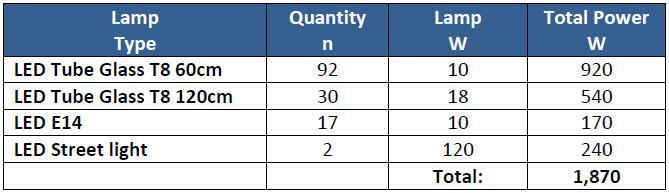 Lamp Type Quantity n Lamp W Total Power W
LED Tube Glass T8 60cm 92 10 920
LED Tube Glass T8 120cm 30 18 540
LED E14 17 10 170
LED Street light 2 120 240
Total: 1,870